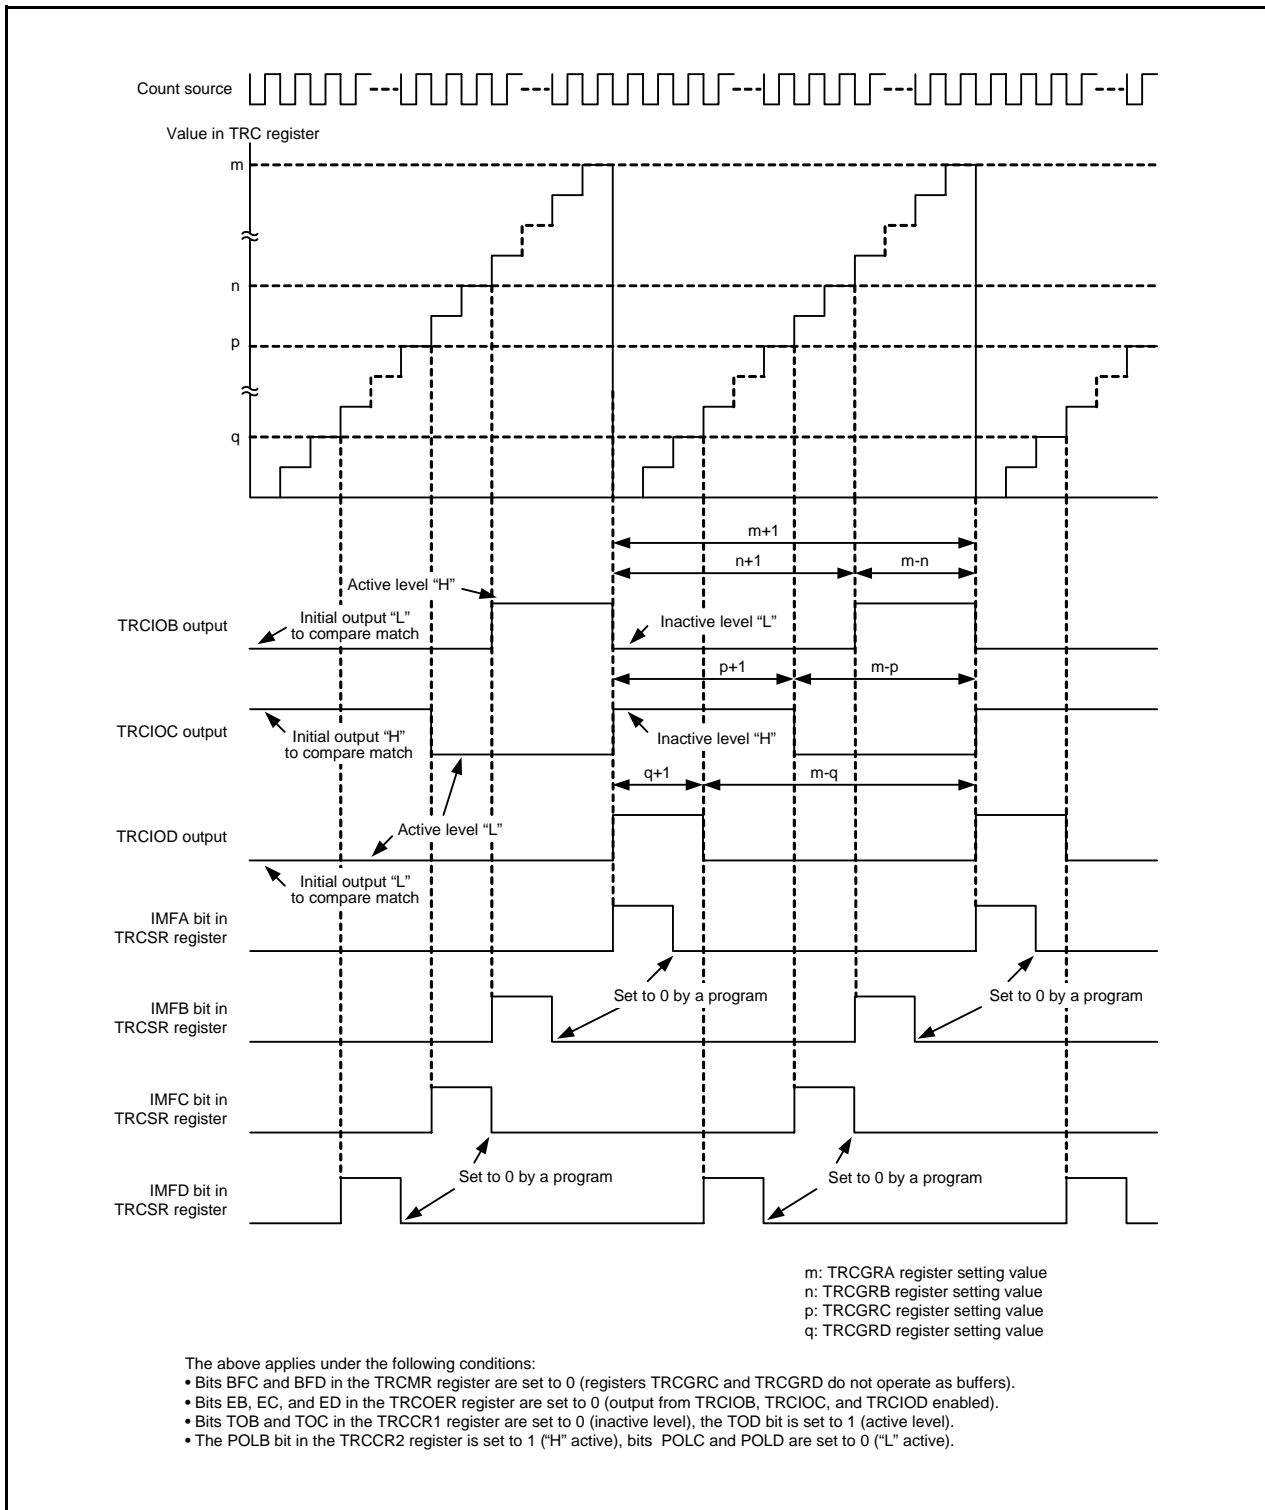 Count source
Value in TRC register
m
n
p
q
m+1
n+1
m-n
Active level “H”
TRCIOB output
Initial output “L”
to compare match
Inactive level “L”
p+1
m-p
TRCIOC output
Initial output “H”
to compare match
Inactive level “H”
q+1
m-q
TRCIOD output
Active level “L”
Initial output “L”
to compare match
IMFA bit in
TRCSR register
Set to 0 by a program
Set to 0 by a program
IMFB bit in
TRCSR register
IMFC bit in
TRCSR register
Set to 0 by a program
Set to 0 by a program
IMFD bit in
TRCSR register
m: TRCGRA register setting value
n: TRCGRB register setting value
p: TRCGRC register setting value
q: TRCGRD register setting value
The above applies under the following conditions:
• Bits BFC and BFD in the TRCMR register are set to 0 (registers TRCGRC and TRCGRD do not operate as buffers).
• Bits EB, EC, and ED in the TRCOER register are set to 0 (output from TRCIOB, TRCIOC, and TRCIOD enabled).
• Bits TOB and TOC in the TRCCR1 register are set to 0 (inactive level), the TOD bit is set to 1 (active level).
• The POLB bit in the TRCCR2 register is set to 1 (“H” active), bits POLC and POLD are set to 0 (“L” active).